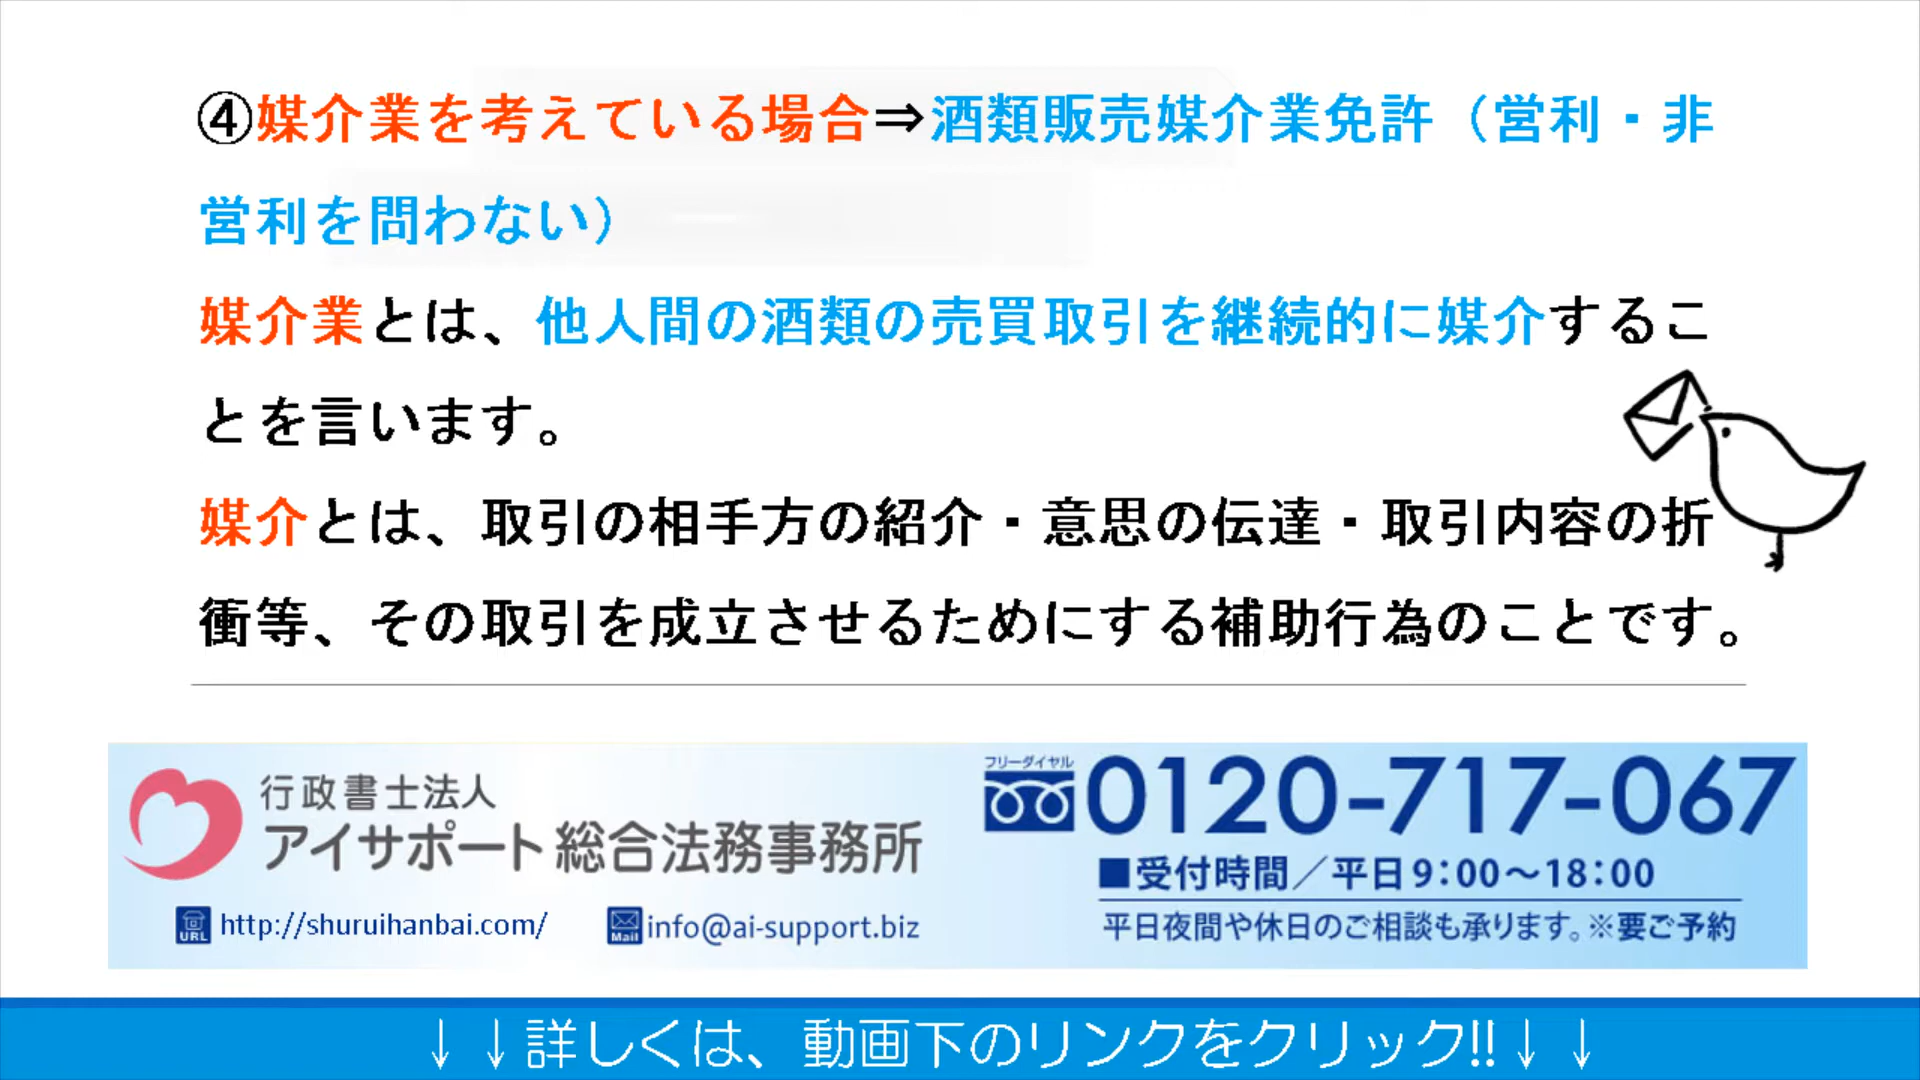 ④媒介業を考えている場合⇒酒類販売媒介業免許（営利・非
営利を問わない）
媒介業とは、他人間の酒類の売買取引を継続的に媒介するこ
とを言います。
媒介とは、取引の相手方の紹介・意思の伝達・取引内容の折
衝等、その取引を成立させるためにする補助行為のことです。
行政書士法人
アイサポート総合法務事務所
URL http://shuruihanbai.com/
Mail info@ai-support.biz
フリーダイヤル
0120-717-067
■受付時間／平日9:00～18:00
平日夜間や休日のご相談も承ります。※要ご予約
↓↓詳しくは、動画下のリンクをクリック!!↓↓